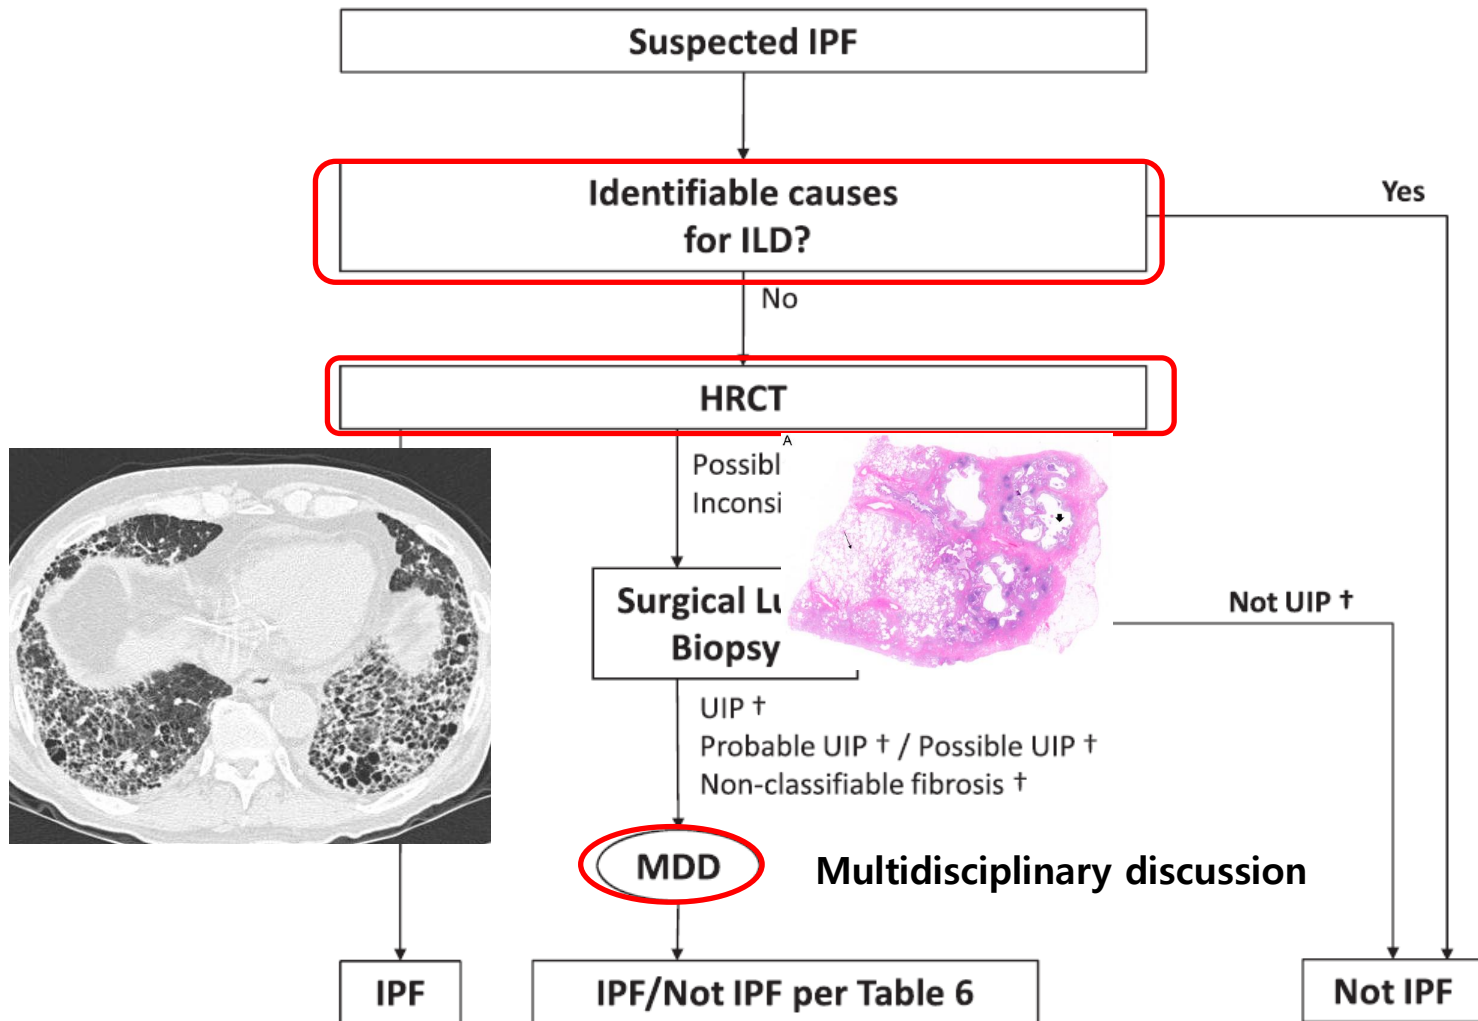 Suspected IPF
Identifiable causes
for ILD?
Yes
No
HRCT
A
Surgical
Biopsy
Not UIP †
UIP †
Probable UIP † / Possible UIP †
Non-classifiable fibrosis †
MDD
Multidisciplinary discussion
IPF
IPF/Not IPF per Table 6
Not IPF